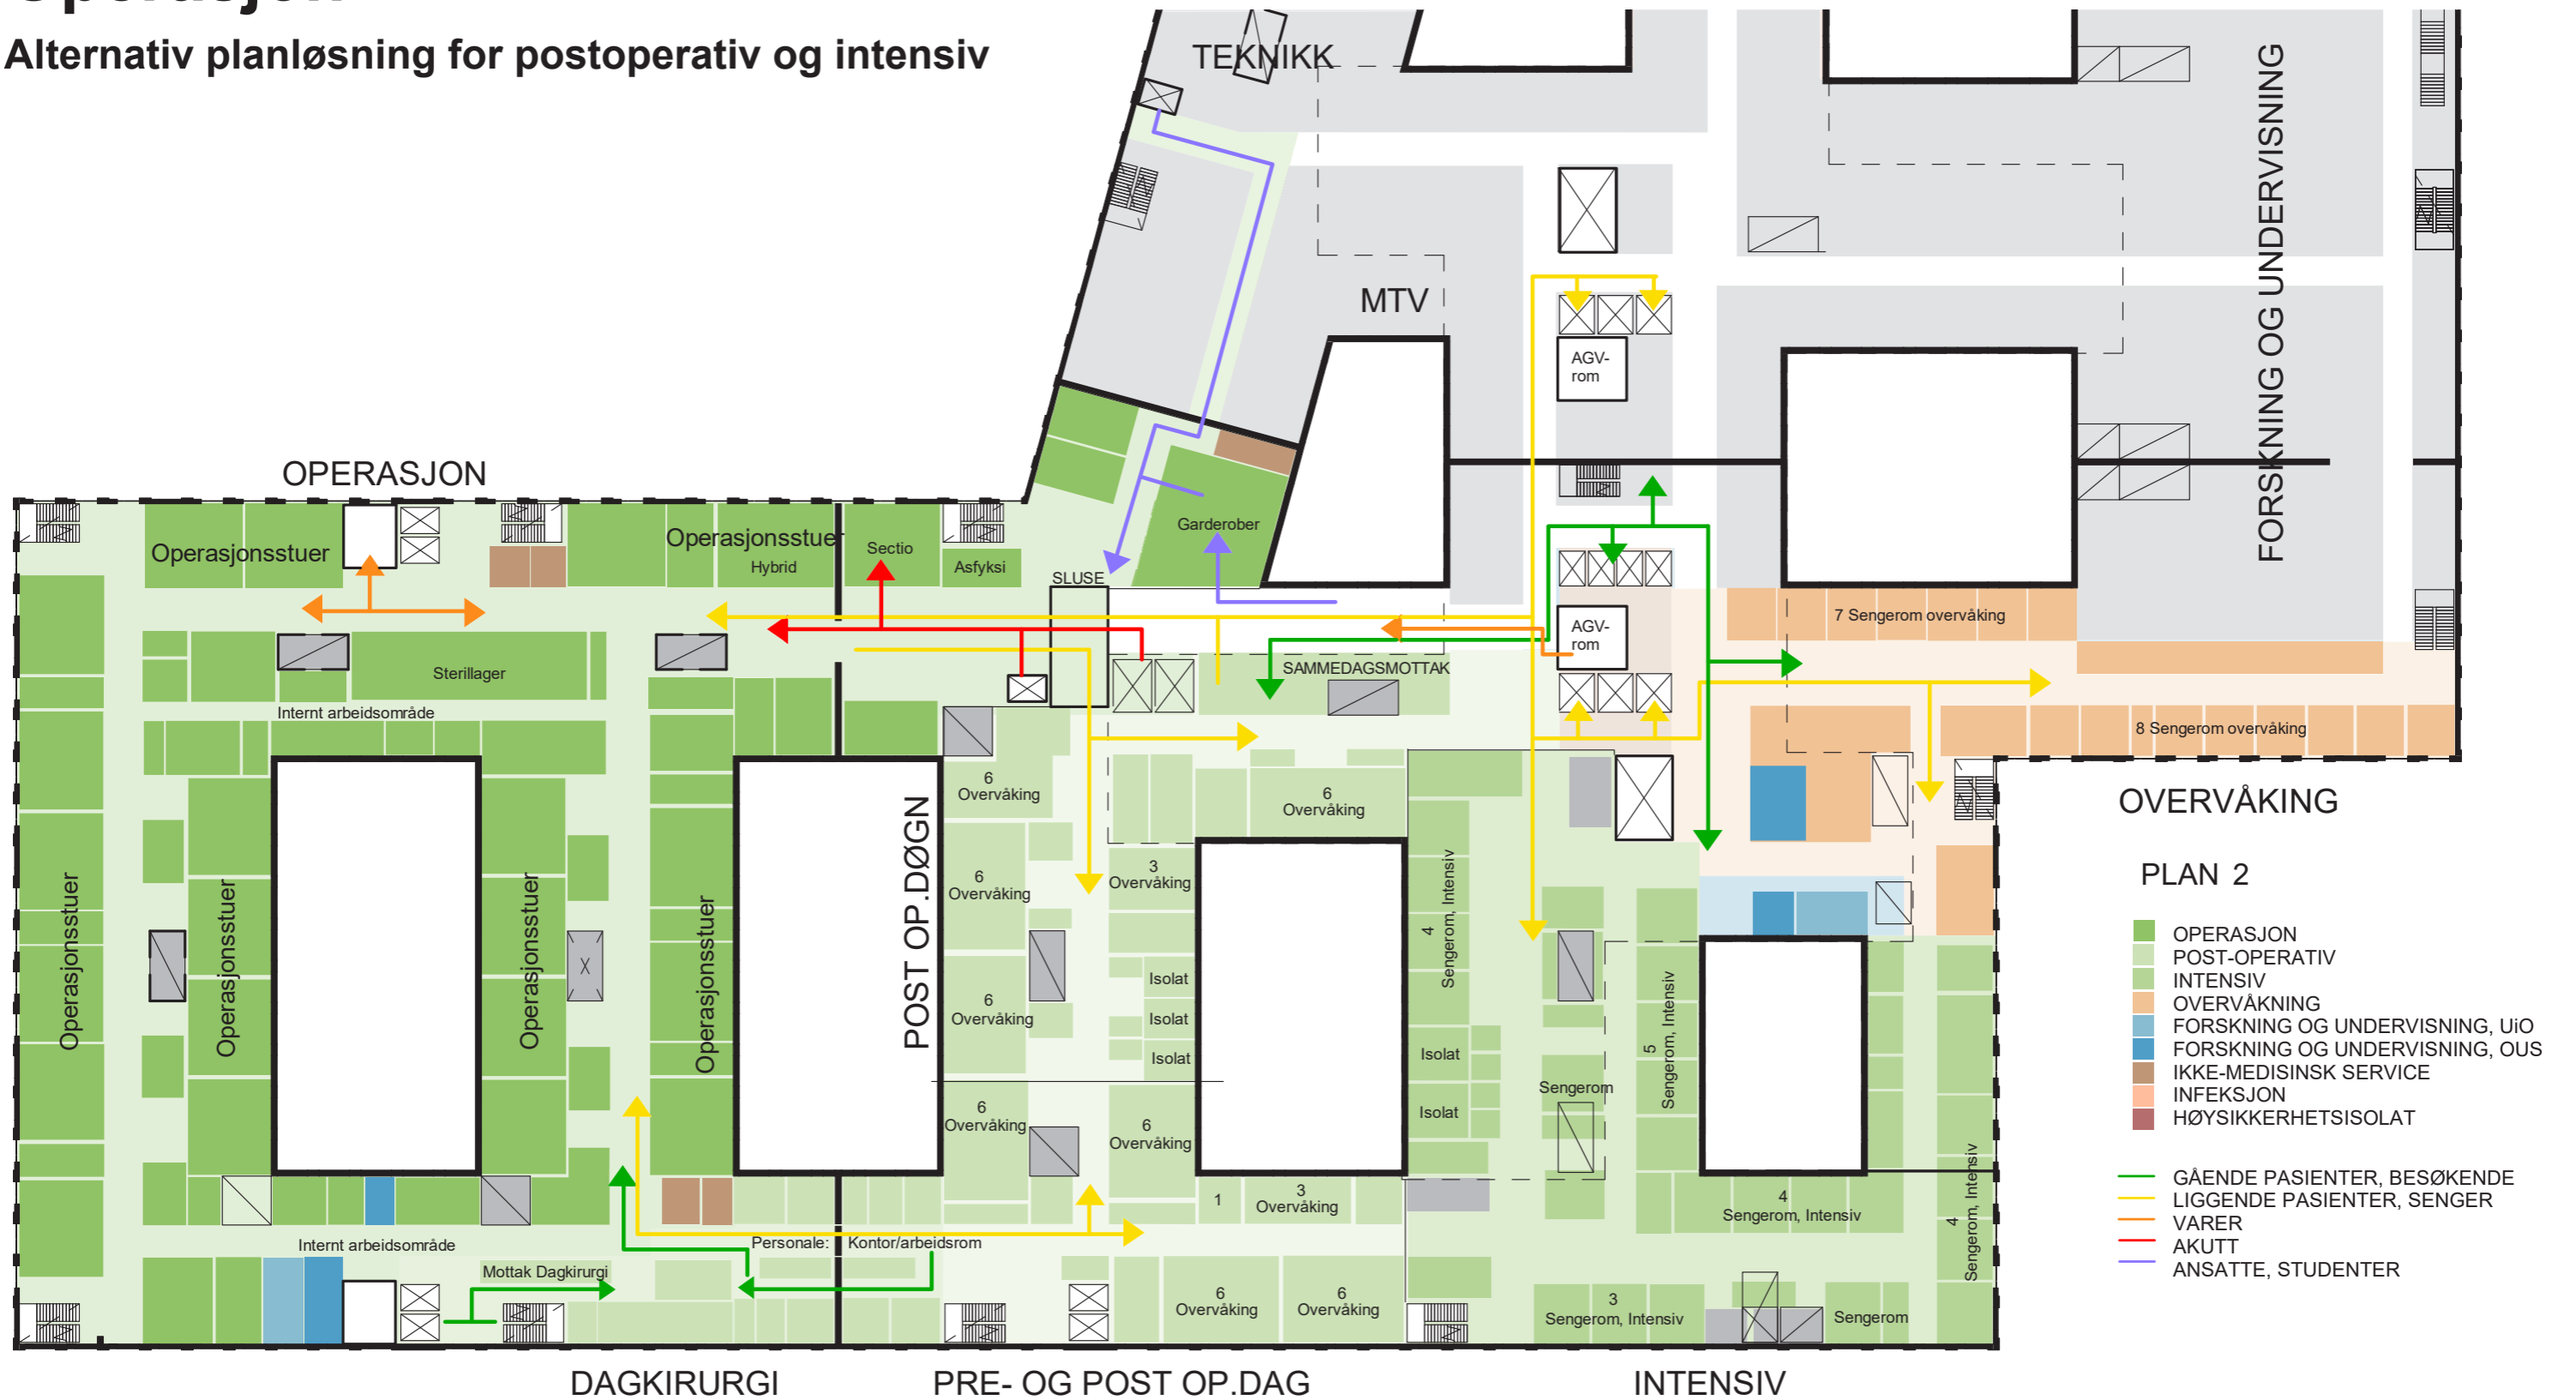 Alternativ planløsning for postoperativ og intensiv
TEKNIKK
FORSKNING OG UNDERVISNING
MTV
AGV-
rom
OPERASJON
Operasjonsstuer
Operasjonsstuer
Hybrid
Sectio
Asfyksi
Garderober
SLUSE
AGV-
rom
7 Sengerom overvåking
Sterillager
SAMMEDAGSMOTTAK
Internt arbeidsområde
8 Sengerom overvåking
6
Overvåking
6
Overvåking
OVERVÅKING
POST OP.DØGN
6
Overvåking
3
Overvåking
4
Sengerom, Intensiv
PLAN 2
Operasjonsstuer
Operasjonsstuer
Operasjonsstuer
Operasjonsstuer
6
Overvåking
Isolat
Isolat
Isolat
Isolat
Isolat
5
Sengerom, Intensiv
Sengerom
6
Overvåking
6
Overvåking
1
3
Overvåking
4
Sengerom, Intensiv
4
Sengerom, Intensiv
Internt arbeidsområde
Personale:
Kontor/arbeidsrom
Mottak Dagkirurgi
6
Overvåking
6
Overvåking
3
Sengerom, Intensiv
Sengerom
DAGKIRURGI
PRE- OG POST OP.DAG
INTENSIV
OPERASJON
POST-OPERATIV
INTENSIV
OVERVÅKNING
FORSKNING OG UNDERVISNING, UiO
FORSKNING OG UNDERVISNING, OUS
IKKE-MEDISINSK SERVICE
INFEKSJON
HØYSIKKERHETSISOLAT
GÅENDE PASIENTER, BESØKENDE
LIGGENDE PASIENTER, SENGER
VARER
AKUTT
ANSATTE, STUDENTER